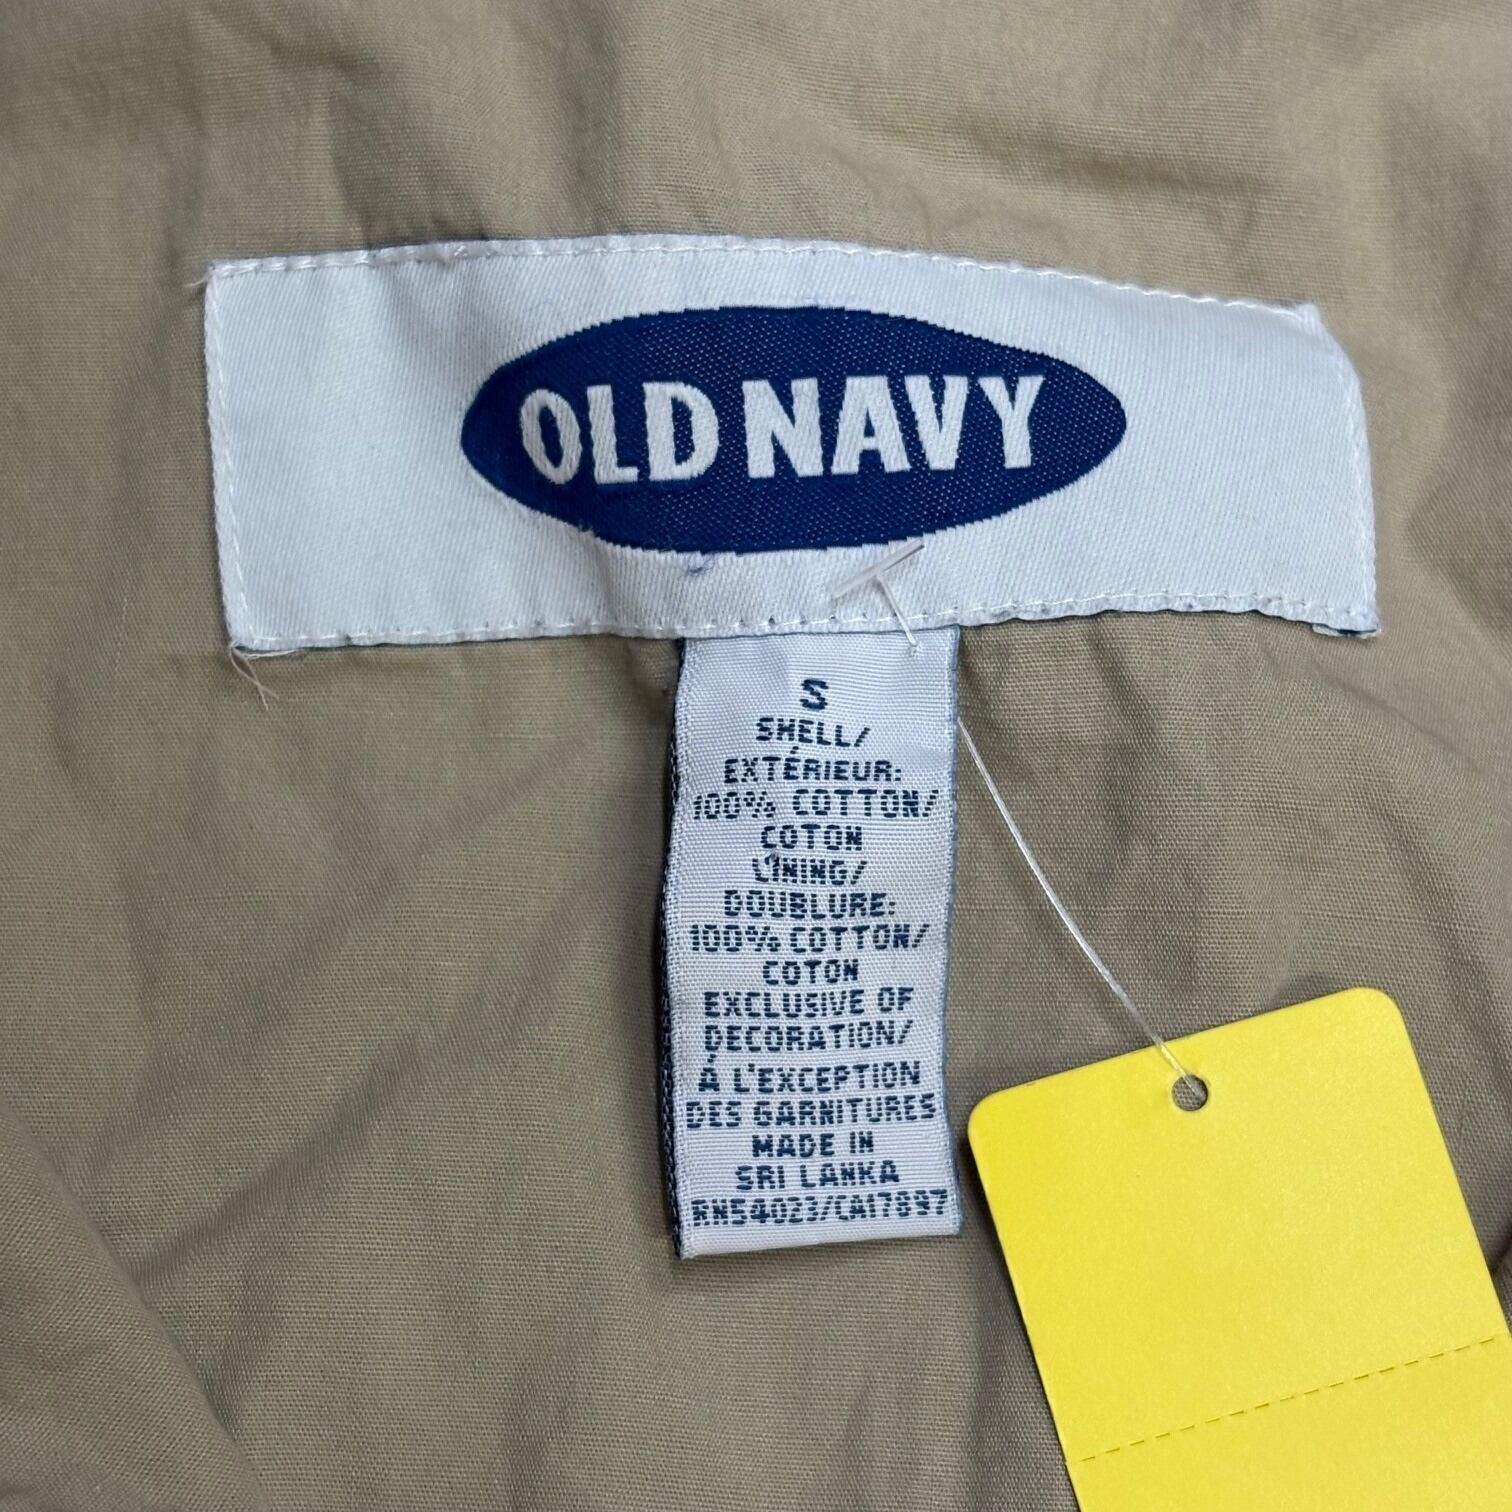 OLD NAVY
S
SHELL/
EXTÉRIEUR:
100% COTTON/
COTON
LINING/
DOUBLURE:
100% COTTON/
COTON
EXCLUSIVE OF
DECORATION/
À L'EXCEPTION
DES GARNITURES
MADE IN
SRI LANKA
RN54023/CA17897